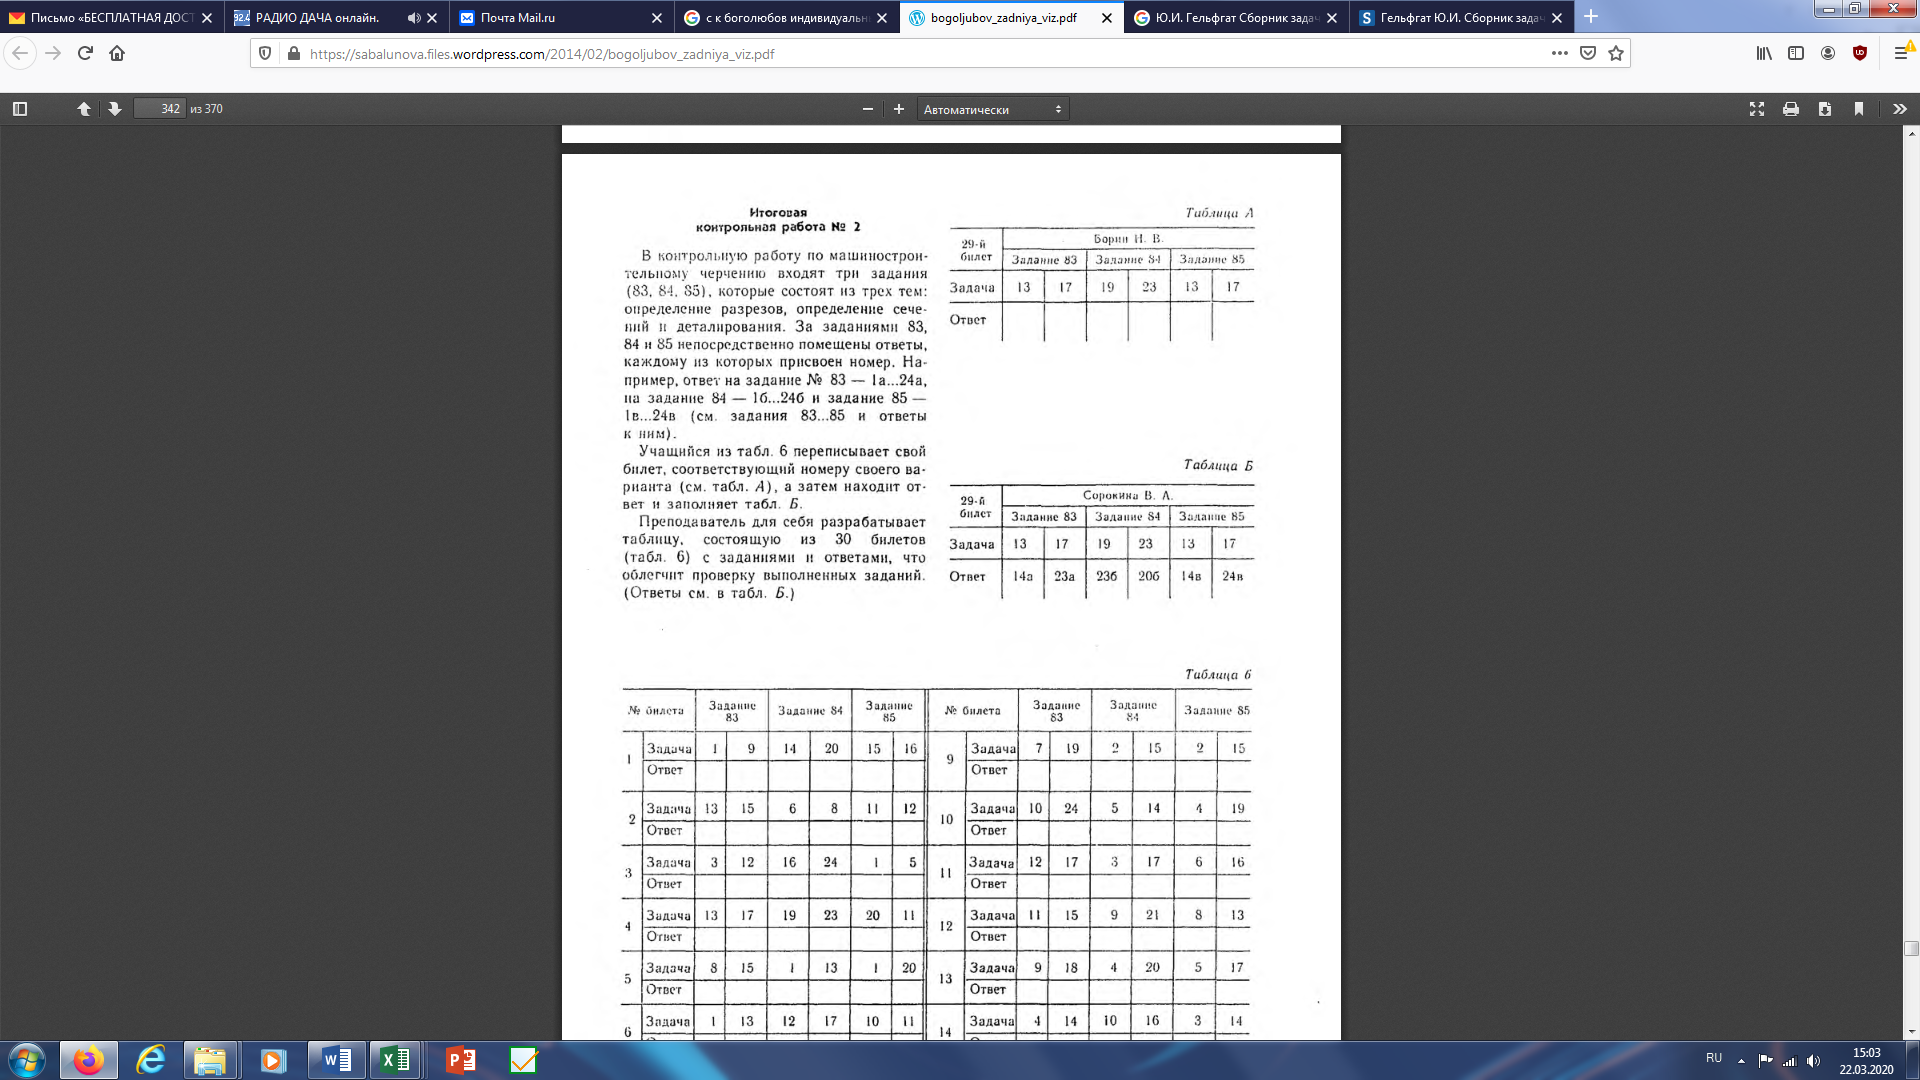 Письмо «БЕСПЛАТНАЯ ДОСТ
РАДИО ДАЧА онлайн.
Почта Mail.ru
с к боголюбов индивидуальн
bogoljubov_zadniya_viz.pdf
Ю.И. Гельфгат Сборник задач
Гельфгат Ю.И. Сборник задач
https://sabalunova.files.wordpress.com/2014/02/bogoljubov_zadniya_viz.pdf
342 из 370
Автоматически
Итоговая
контрольная работа № 2
В контрольную работу по машинострои-
тельному черчению входят три задания
(83, 84, 85), которые состоят из трех тем:
определение разрезов, определение сече-
ний и деталирования. За заданиями 83,
84 и 85 непосредственно помещены ответы,
каждому из которых присвоен номер. На-
пример, ответ на задание № 83 — 1а...24а,
на задание 84 — 1б...24б и задание 85 —
1в...24в (см. задания 83...85 и ответы
к ним).
Учащийся из табл. 6 переписывает свой
билет, соответствующий номеру своего ва-
рианта (см. табл. А), а затем находит от-
вет и заполняет табл. Б.
Преподаватель для себя разрабатывает
таблицу, состоящую из 30 билетов
(табл. 6) с заданиями и ответами, что
облегчит проверку выполненных заданий.
(Ответы см. в табл. Б.)
Таблица А
29-й билет Борин И. В.
Задание 83 Задание 84 Задание 85
Задача 13 17 19 23 13 17
Ответ
Таблица Б
29-й билет Сорокина В. А.
Задание 83 Задание 84 Задание 85
Задача 13 17 19 23 13 17
Ответ 14а 23а 23б 20б 14в 24в
Таблица 6
№ билета Задание 83 Задание 84 Задание 85 № билета Задание 83 Задание 84 Задание 85
1 Задача 1 9 14 20 15 16 9 Задача 7 19 2 15 2 15
Ответ Ответ
2 Задача 13 15 6 8 11 12 10 Задача 10 24 5 14 4 19
Ответ Ответ
3 Задача 3 12 16 24 1 5 11 Задача 12 17 3 17 6 16
Ответ Ответ
4 Задача 13 17 19 23 20 11 12 Задача 11 15 9 21 8 13
Ответ Ответ
5 Задача 8 15 1 13 1 20 13 Задача 9 18 4 20 5 17
Ответ Ответ
6 Задача 1 13 12 17 10 11 14 Задача 4 14 10 16 3 14
RU
15:03
22.03.2020